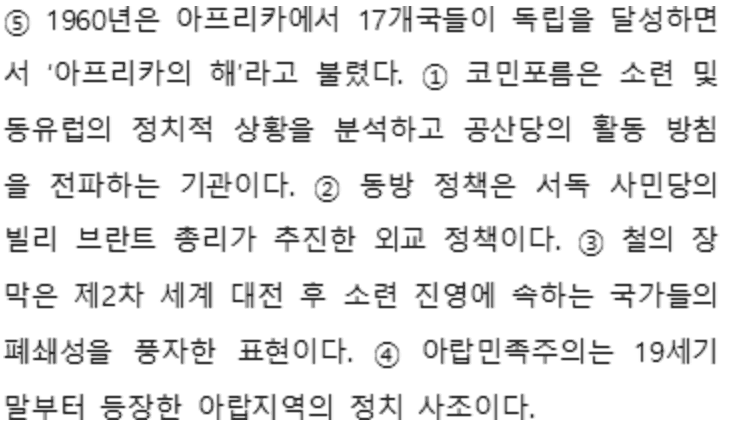 ⑤ 1960년은 아프리카에서 17개국들이 독립을 달성하면
서 ‘아프리카의 해’라고 불렸다. ① 코민포름은 소련 및
동유럽의 정치적 상황을 분석하고 공산당의 활동 방침
을 전파하는 기관이다. ② 동방 정책은 서독 사민당의
빌리 브란트 총리가 추진한 외교 정책이다. ③ 철의 장
막은 제2차 세계 대전 후 소련 진영에 속하는 국가들의
폐쇄성을 풍자한 표현이다. ④ 아랍민족주의는 19세기
말부터 등장한 아랍지역의 정치 사조이다.